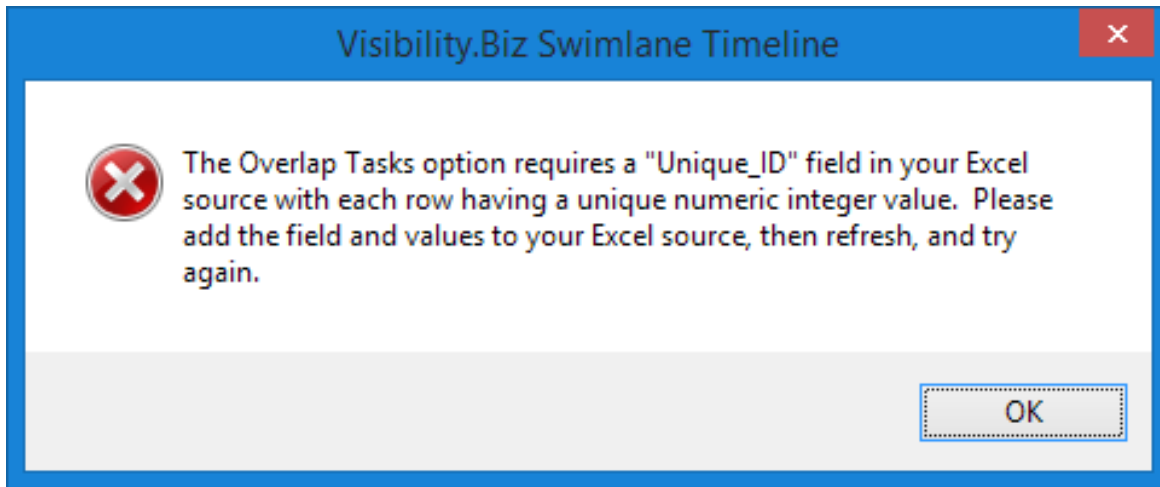 Visibility.Biz Swimlane Timeline
The Overlap Tasks option requires a "Unique_ID" field in your Excel
source with each row having a unique numeric integer value.  Please
add the field and values to your Excel source, then refresh, and try
again.
OK